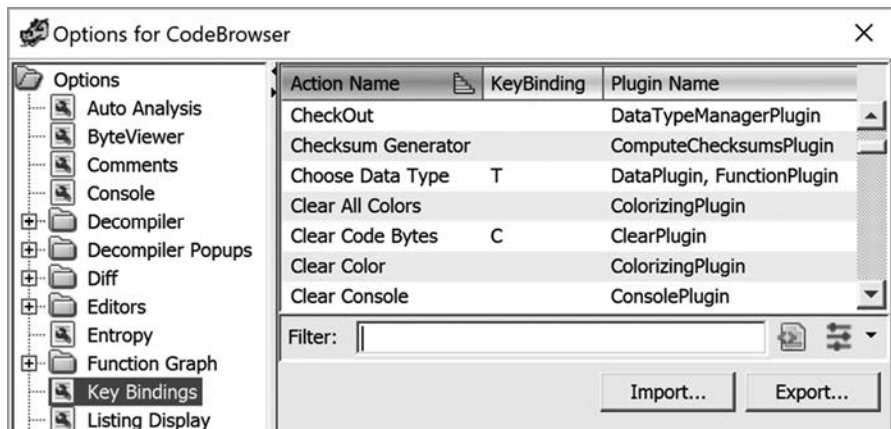 Options for CodeBrowser
Options
Auto Analysis
ByteViewer
Comments
Console
Decompiler
Decompiler Popups
Diff
Editors
Entropy
Function Graph
Key Bindings
Listing Display
Action Name KeyBinding Plugin Name
CheckOut DataTypeManagerPlugin
Checksum Generator ComputeChecksumsPlugin
Choose Data Type T DataPlugin, FunctionPlugin
Clear All Colors ColorizingPlugin
Clear Code Bytes C ClearPlugin
Clear Color ColorizingPlugin
Clear Console ConsolePlugin
Filter:
Import... Export...